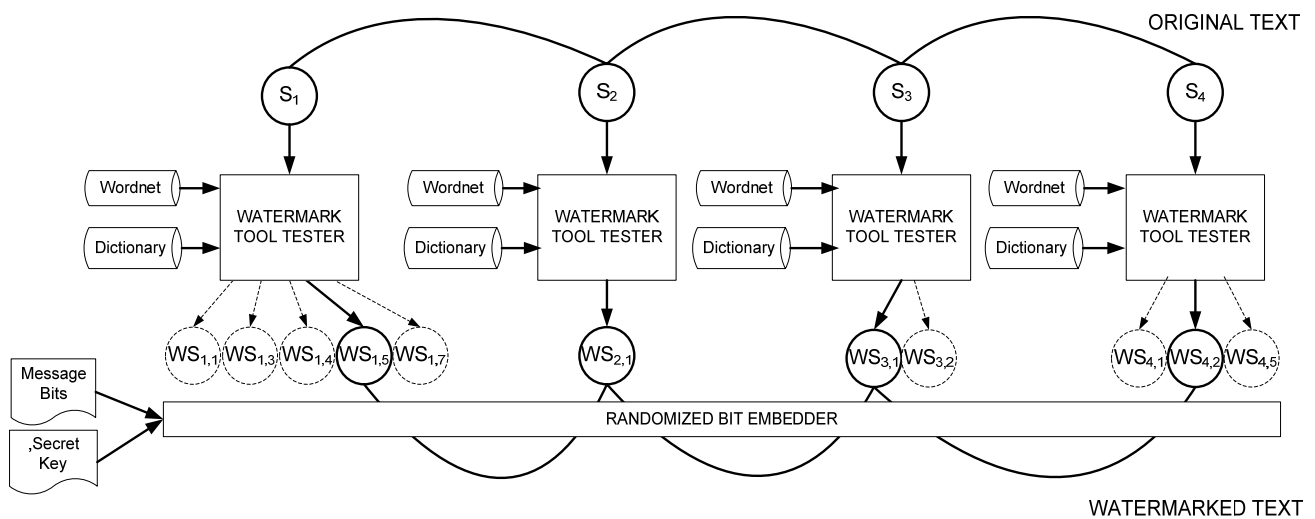 ORIGINAL TEXT
S1
S2
S3
S4
Wordnet
Wordnet
Wordnet
Wordnet
WATERMARK
TOOL TESTER
WATERMARK
TOOL TESTER
WATERMARK
TOOL TESTER
WATERMARK
TOOL TESTER
Dictionary
Dictionary
Dictionary
Dictionary
WS1,1
WS1,3
WS1,4
WS1,5
WS1,7
WS2,1
WS3,1
WS3,2
WS4,1
WS4,2
WS4,5
Message
Bits
RANDOMIZED BIT EMBEDDER
,Secret
Key
WATERMARKED TEXT